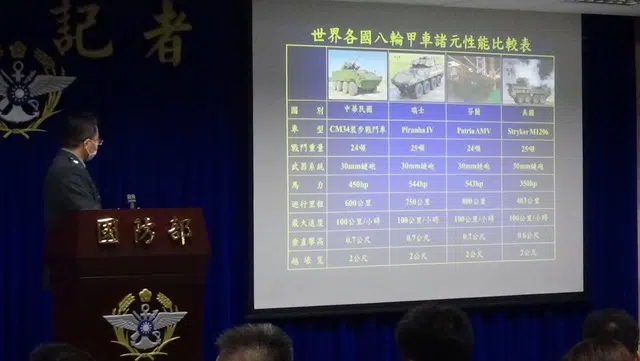 記者
國防部
世界各國八輪甲車諸元性能比較表
國別 中華民國 瑞士 芬蘭 美國
車型 CM34裝步戰鬥車 Piranha IV Patria AMV Stryker M1296
戰鬥重量 24噸 25噸 24噸 25噸
武器系統 30mm鏈砲 30mm鏈砲 30mm鏈砲 30mm鏈砲
馬力 450hp 544hp 543hp 350hp
巡行里程 600公里 750公里 800公里 483公里
最大速度 100公里/小時 100公里/小時 100公里/小時 100公里/小時
垂直攀高 0.7公尺 0.7公尺 0.7公尺 0.6公尺
越壕寬 2公尺 2公尺 2公尺 2公尺